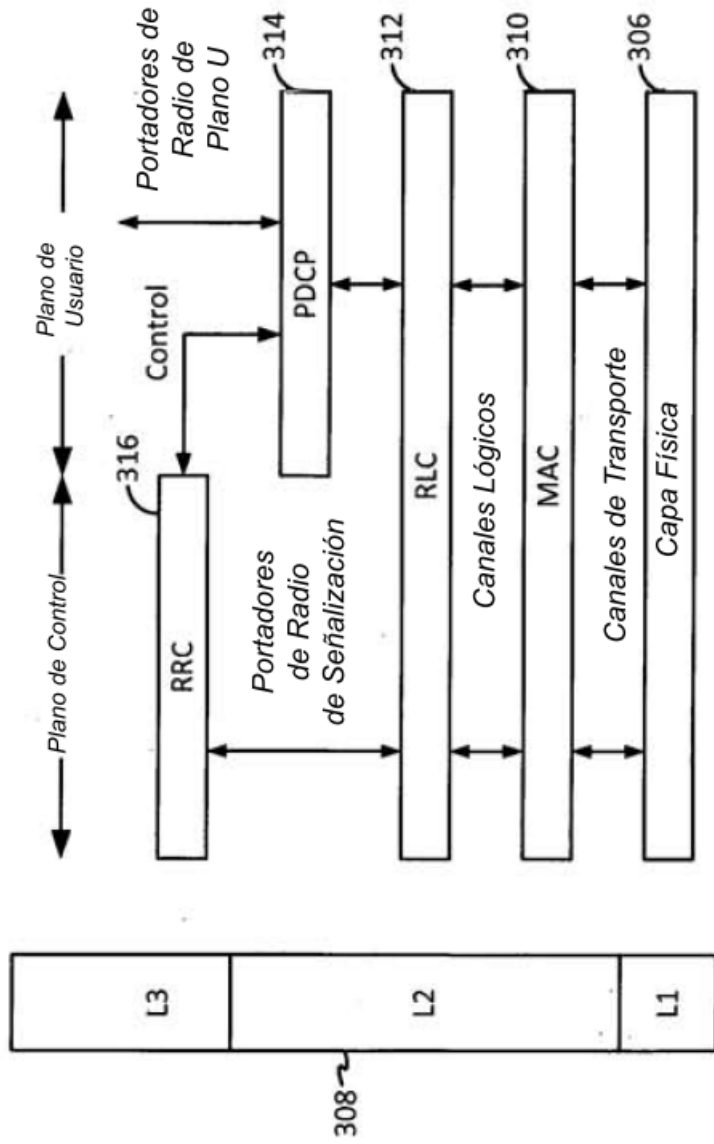 Plano de Control
Plano de
Usuario
316
RRC
Control
Portadores de
Radio de
Plano U
314
PDCP
Portadores
de Radio
de Señalización
312
RLC
Canales Lógicos
310
MAC
Canales de Transporte
306
Capa Física
L3
L2
L1
308